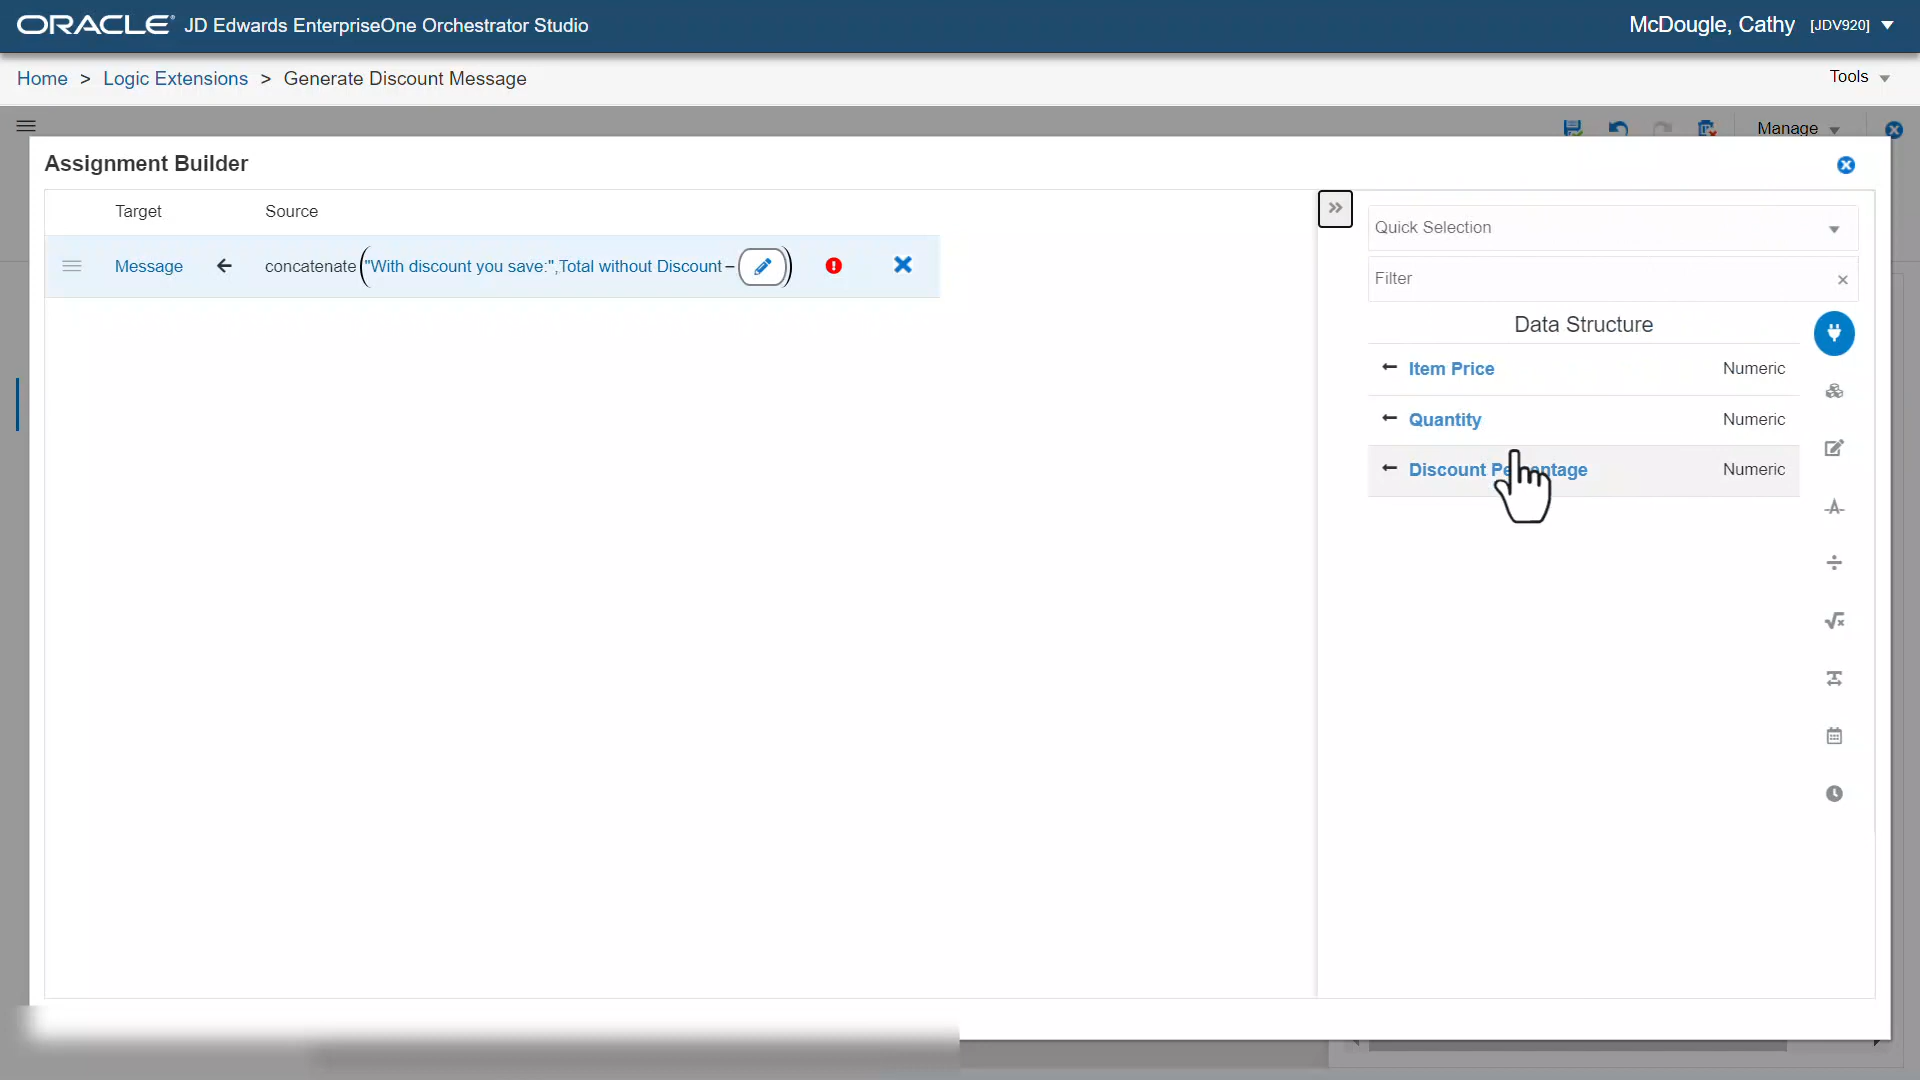 ORACLE JD Edwards EnterpriseOne Orchestrator Studio
McDougle, Cathy [JDV920]
Home > Logic Extensions > Generate Discount Message
Tools
Manage
Assignment Builder
Target Source
Message concatenate("With discount you save:",Total without Discount – )
Quick Selection
Filter
Data Structure
Item Price Numeric
Quantity Numeric
Discount Percentage Numeric